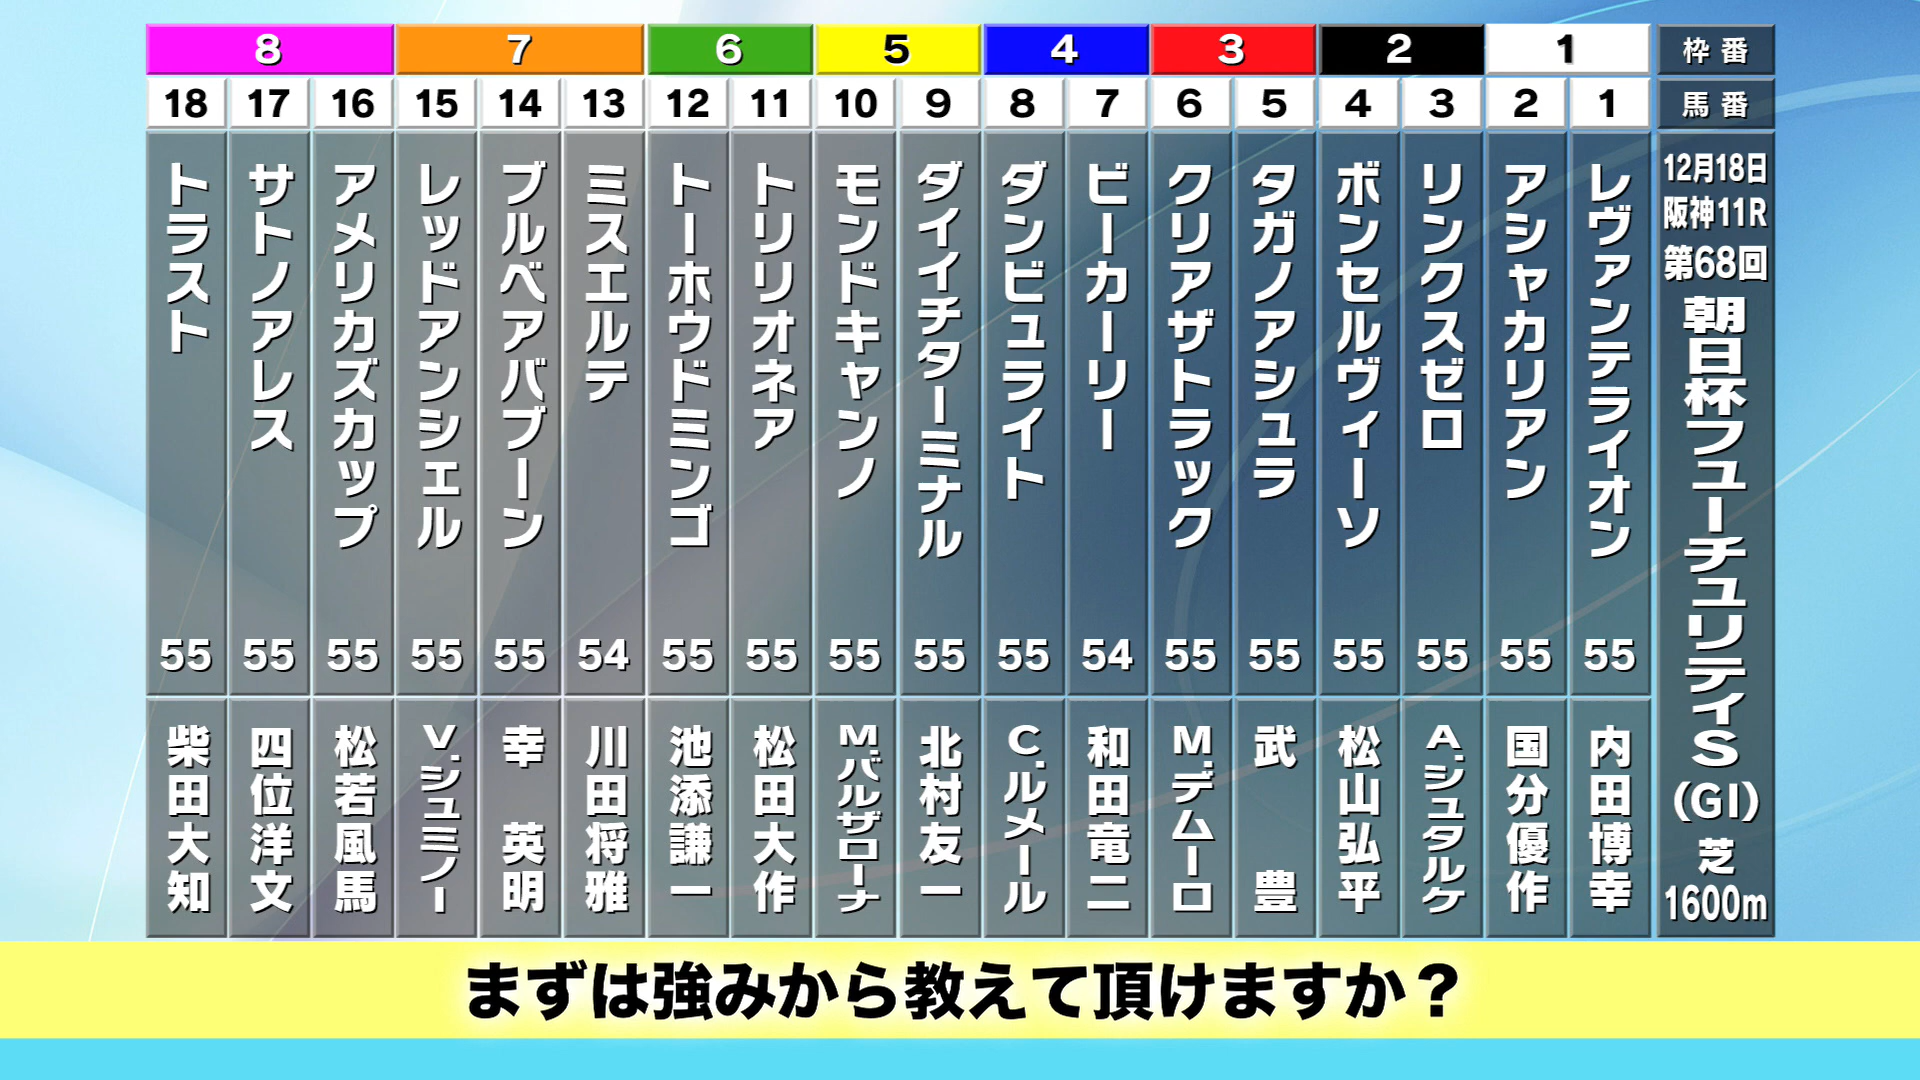 枠番
馬番
12月18日
阪神11R
第68回
朝日杯フューチュリティS
(GI)
芝
1600m
1
1
レヴァンテライオン
55
内田博幸
2
アシャカリアン
55
国分優作
2
3
リンクスゼロ
55
A.シュタルケ
4
ボンセルヴィーソ
55
松山弘平
3
5
タガノアシュラ
55
武豊
6
クリアザトラック
55
M.デムーロ
4
7
ビーカーリー
54
和田竜二
8
ダンビュライト
55
C.ルメール
5
9
ダイイチターミナル
55
北村友一
10
モンドキャンノ
55
M.バルザローナ
6
11
トリリオネア
55
松田大作
12
トーホウドミンゴ
55
池添謙一
7
13
ミスエルテ
54
川田将雅
14
ブルベアバブーン
55
幸英明
15
レッドアンシェル
55
V.シュミノー
8
16
アメリカズカップ
55
松若風馬
17
サトノアレス
55
四位洋文
18
トラスト
55
柴田大知
まずは強みから教えて頂けますか？